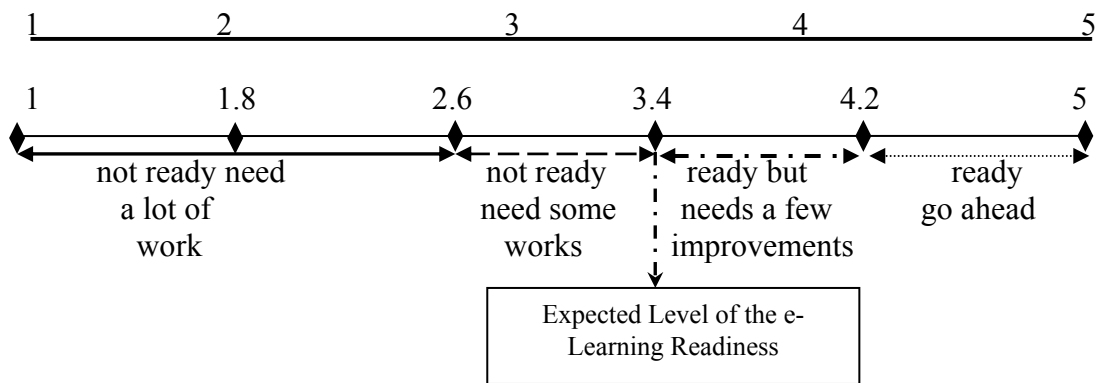 1 2 3 4 5
1 1.8 2.6 3.4 4.2 5
not ready need
a lot of
work
not ready
need some
works
ready but
needs a few
improvements
ready
go ahead
Expected Level of the e-
Learning Readiness